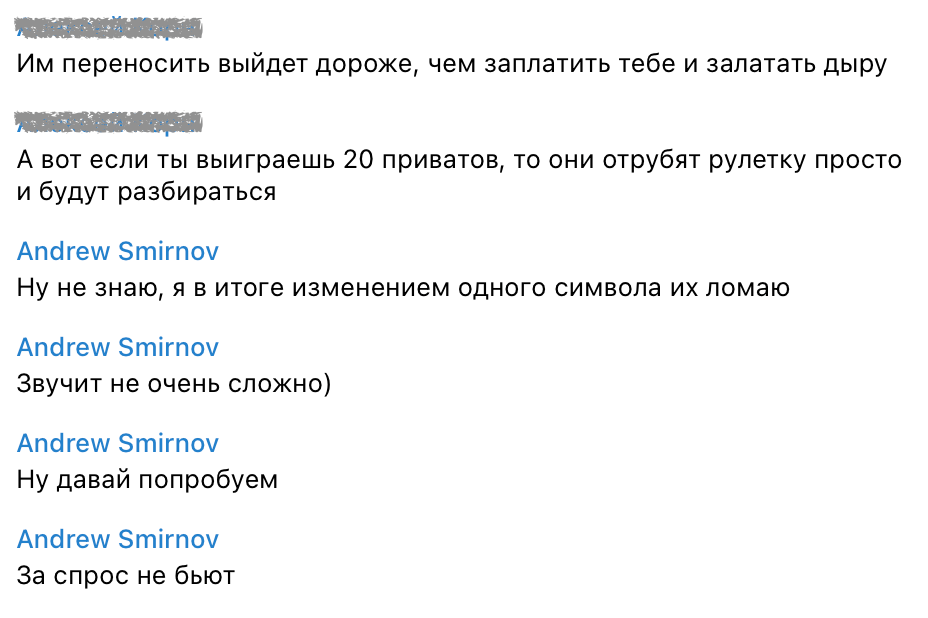 Им переносить выйдет дороже, чем заплатить тебе и залатать дыру
А вот если ты выиграешь 20 приватов, то они отрубят рулетку просто
и будут разбираться
Andrew Smirnov
Ну не знаю, я в итоге изменением одного символа их ломаю
Andrew Smirnov
Звучит не очень сложно)
Andrew Smirnov
Ну давай попробуем
Andrew Smirnov
За спрос не бьют